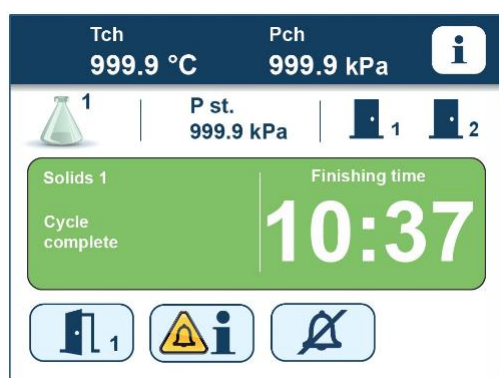 Tch Pch
999.9 °C 999.9 kPa i
1 P st. 1 2
999.9 kPa
Solids 1 Finishing time
Cycle
complete
10:37
1 i